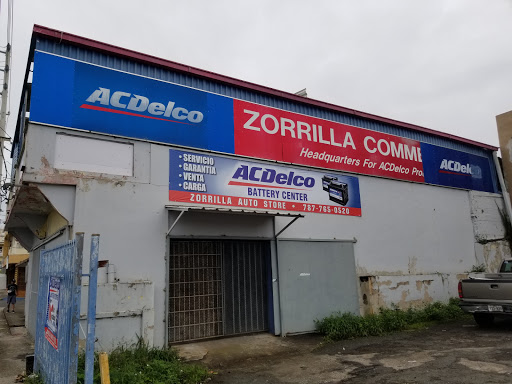 ACDelco
ZORRILLA COMME
Headquarters For ACDelco Pro
ACDelco
• SERVICIO
• GARANTIA
• VENTA
• CARGA
ACDelco
BATTERY CENTER
ZORRILLA AUTO STORE • 787-765-0520